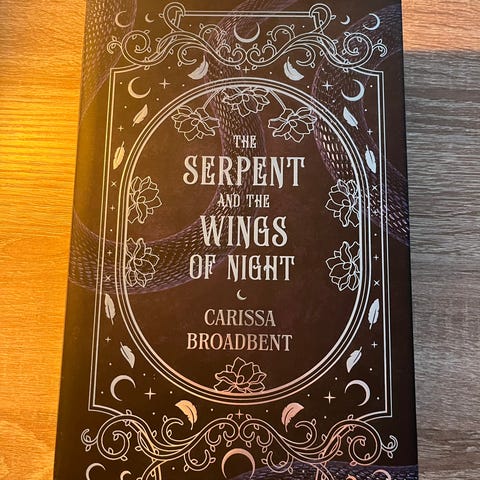 THE
SERPENT
AND THE
WINGS
OF NIGHT
CARISSA
BROADBENT